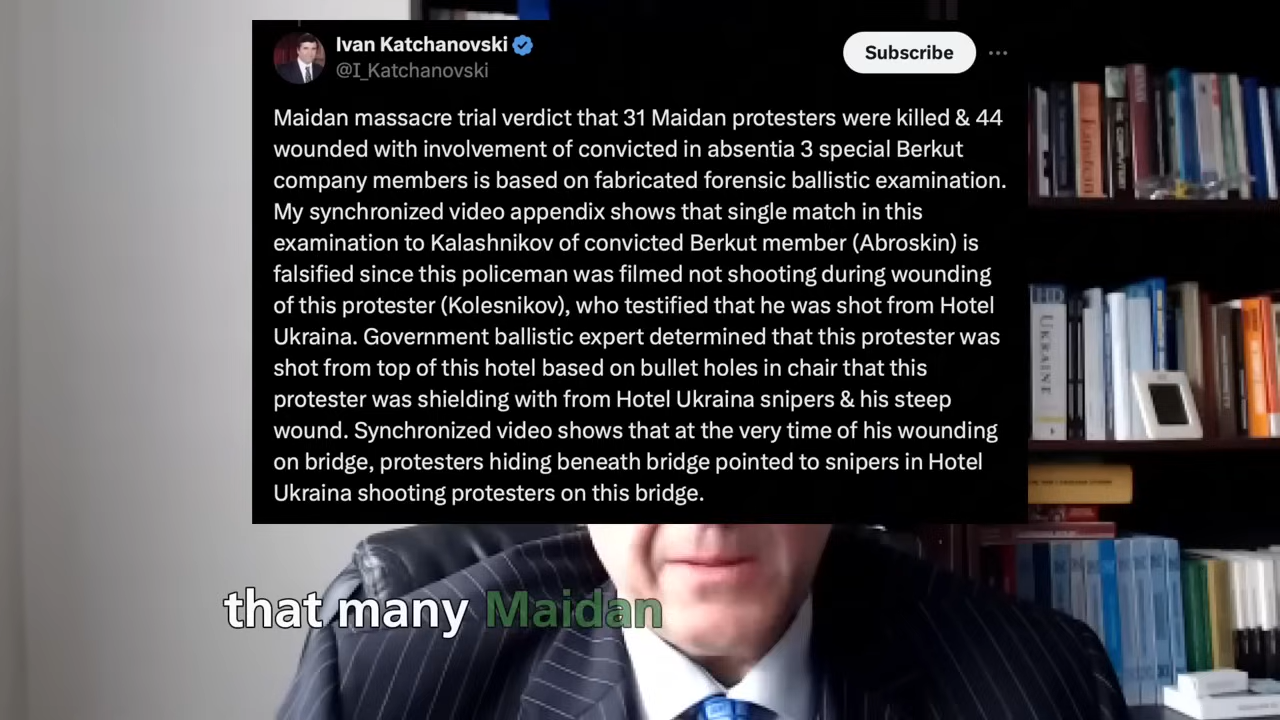 Ivan Katchanovski
@I_Katchanovski
Subscribe
Maidan massacre trial verdict that 31 Maidan protesters were killed & 44
wounded with involvement of convicted in absentia 3 special Berkut
company members is based on fabricated forensic ballistic examination.
My synchronized video appendix shows that single match in this
examination to Kalashnikov of convicted Berkut member (Abroskin) is
falsified since this policeman was filmed not shooting during wounding
of this protester (Kolesnikov), who testified that he was shot from Hotel
Ukraina. Government ballistic expert determined that this protester was
shot from top of this hotel based on bullet holes in chair that this
protester was shielding with from Hotel Ukraina snipers & his steep
wound. Synchronized video shows that at the very time of his wounding
on bridge, protesters hiding beneath bridge pointed to snipers in Hotel
Ukraina shooting protesters on this bridge.
that many Maidan
UKRAINE